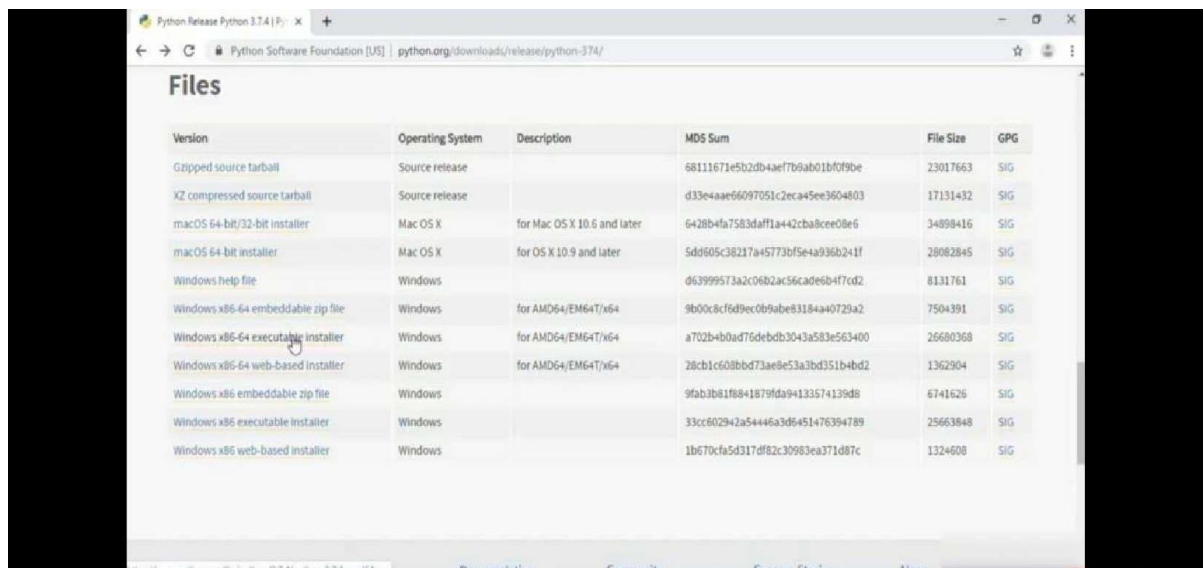 Python Release Python 3.7.4 | Py
Python Software Foundation [US] | python.org/downloads/release/python-374/
Files
Version Operating System Description MD5 Sum File Size GPG
Gzipped source tarball Source release 68111671e5b2db4aef7b9ab01bf0f9be 23017663 SIG
XZ compressed source tarball Source release d33e4aae66097051c2eca45ee3604803 17131432 SIG
macOS 64-bit/32-bit installer Mac OS X for Mac OS X 10.6 and later 6428b4fa7583daff1a442cba8cee08e6 34898416 SIG
macOS 64-bit installer Mac OS X for OS X 10.9 and later 5dd605c38217a45773bf5e4a936b241f 28082845 SIG
Windows help file Windows d63999573a2c06b2ac56cade6b4f7cd2 8131761 SIG
Windows x86-64 embeddable zip file Windows for AMD64/EM64T/x64 9b00c8cf6d9ec0b9abe83184a40729a2 7504391 SIG
Windows x86-64 executable installer Windows for AMD64/EM64T/x64 a702b4b0ad76debdb3043a583e563400 26680368 SIG
Windows x86-64 web-based installer Windows for AMD64/EM64T/x64 28cb1c608bbd73ae8e53a3bd351b4bd2 1362904 SIG
Windows x86 embeddable zip file Windows 9fab3b81f8841879fda94133574139d8 6741626 SIG
Windows x86 executable installer Windows 33cc602942a54446a3d6451476394789 25663848 SIG
Windows x86 web-based installer Windows 1b670cfa5d317df82c30983ea371d87c 1324608 SIG